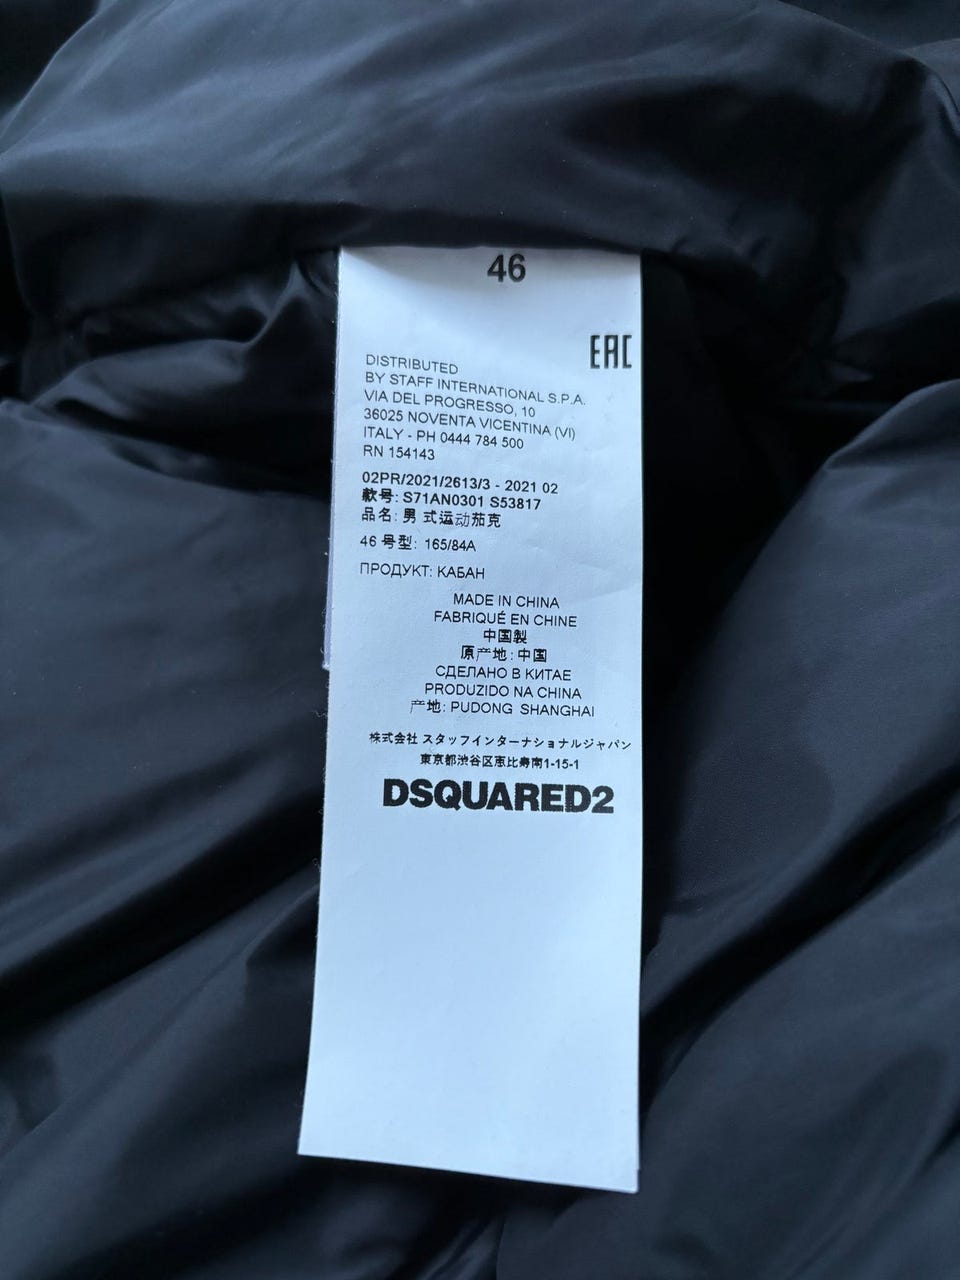 46
EAC
DISTRIBUTED
BY STAFF INTERNATIONAL S.P.A.
VIA DEL PROGRESSO, 10
36025 NOVENTA VICENTINA (VI)
ITALY - PH 0444 784 500
RN 154143
02PR/2021/2613/3 - 2021 02
款号: S71AN0301 S53817
品名: 男 式运动茄克
46 号型: 165/84A
ПРОДУКТ: КАБАН
MADE IN CHINA
FABRIQUÉ EN CHINE
中国製
原产地: 中国
СДЕЛАНО В КИТАЕ
PRODUZIDO NA CHINA
产地: PUDONG SHANGHAI
株式会社 スタッフインターナショナルジャパン
東京都渋谷区恵比寿南1-15-1
DSQUARED2